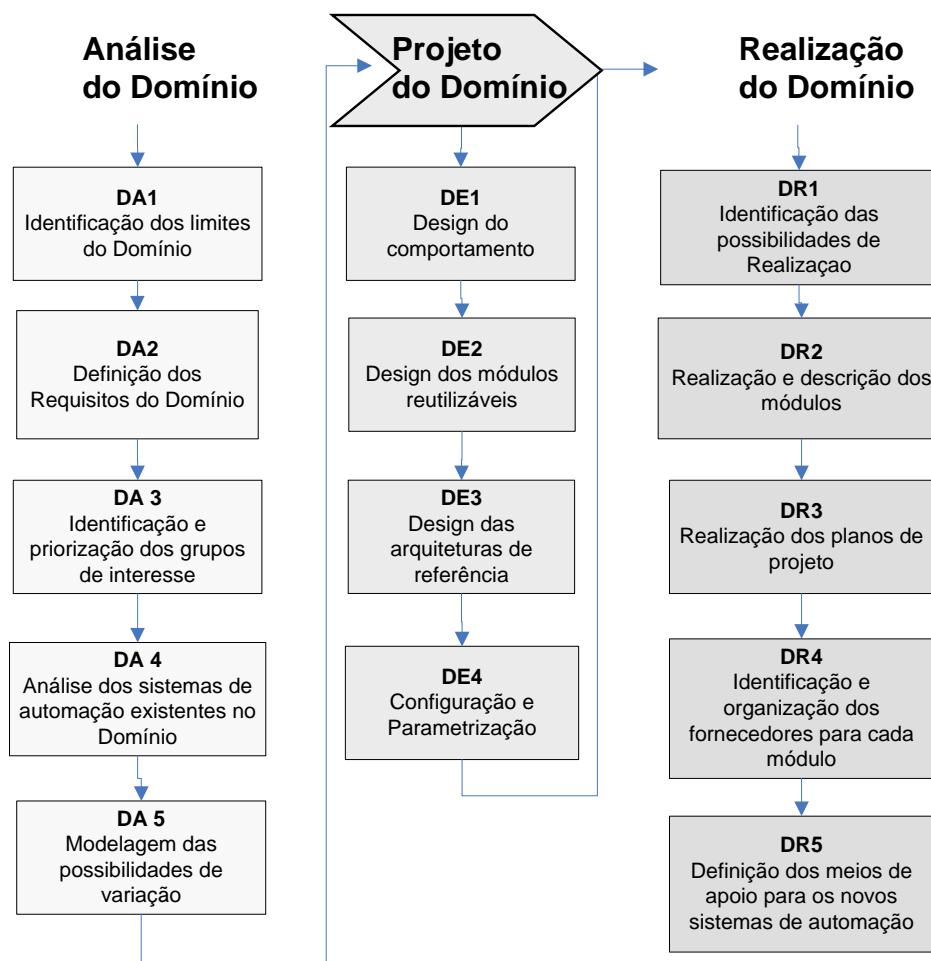 Análise
do Domínio
DA1
Identificação dos limites
do Domínio
DA2
Definição dos
Requisitos do Domínio
DA 3
Identificação e
priorização dos grupos
de interesse
DA 4
Análise dos sistemas de
automação existentes no
Domínio
DA 5
Modelagem das
possibilidades de
variação
Projeto
do Domínio
DE1
Design do
comportamento
DE2
Design dos módulos
reutilizáveis
DE3
Design das
arquiteturas de
referência
DE4
Configuração e
Parametrização
Realização
do Domínio
DR1
Identificação das
possibilidades de
Realizaçao
DR2
Realização e descrição dos
módulos
DR3
Realização dos planos de
projeto
DR4
Identificação e
organização dos
fornecedores para cada
módulo
DR5
Definição dos meios de
apoio para os novos
sistemas de automação